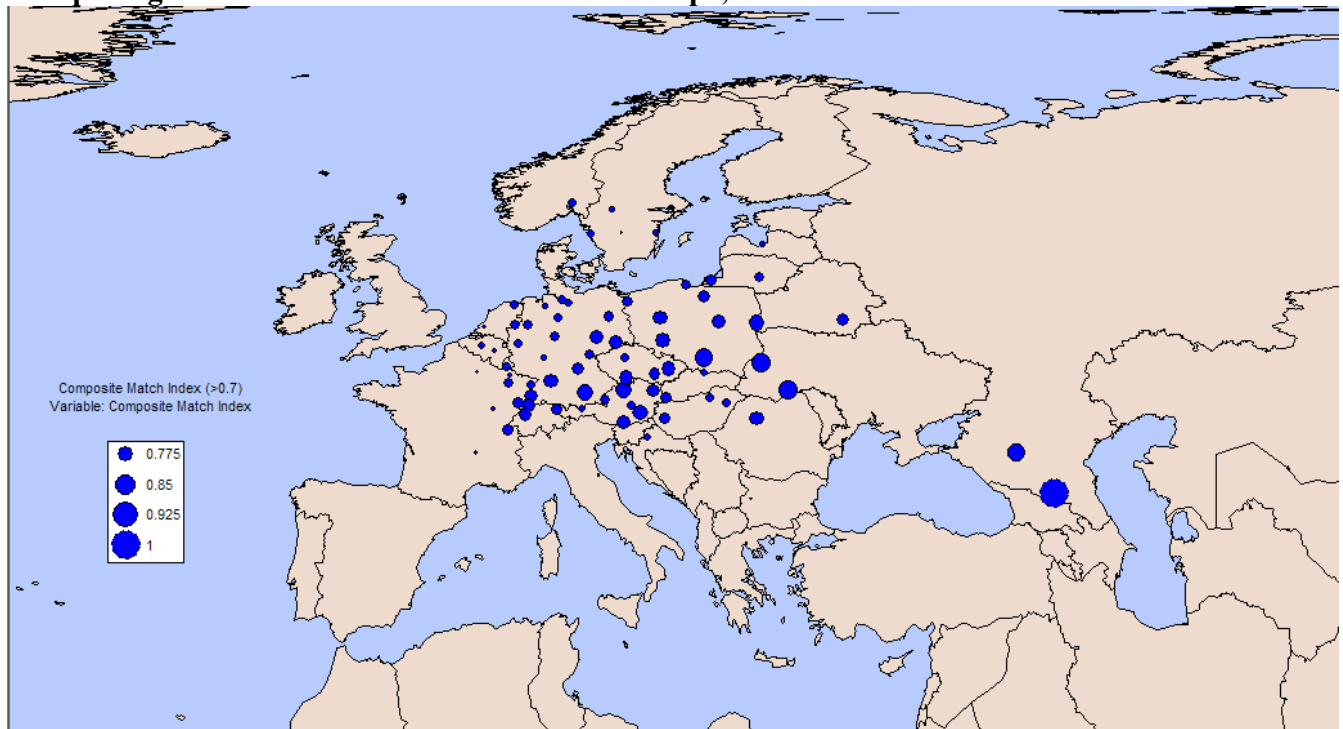 Composite Match Index (>0.7)
Variable: Composite Match Index
0.775
0.85
0.925
1